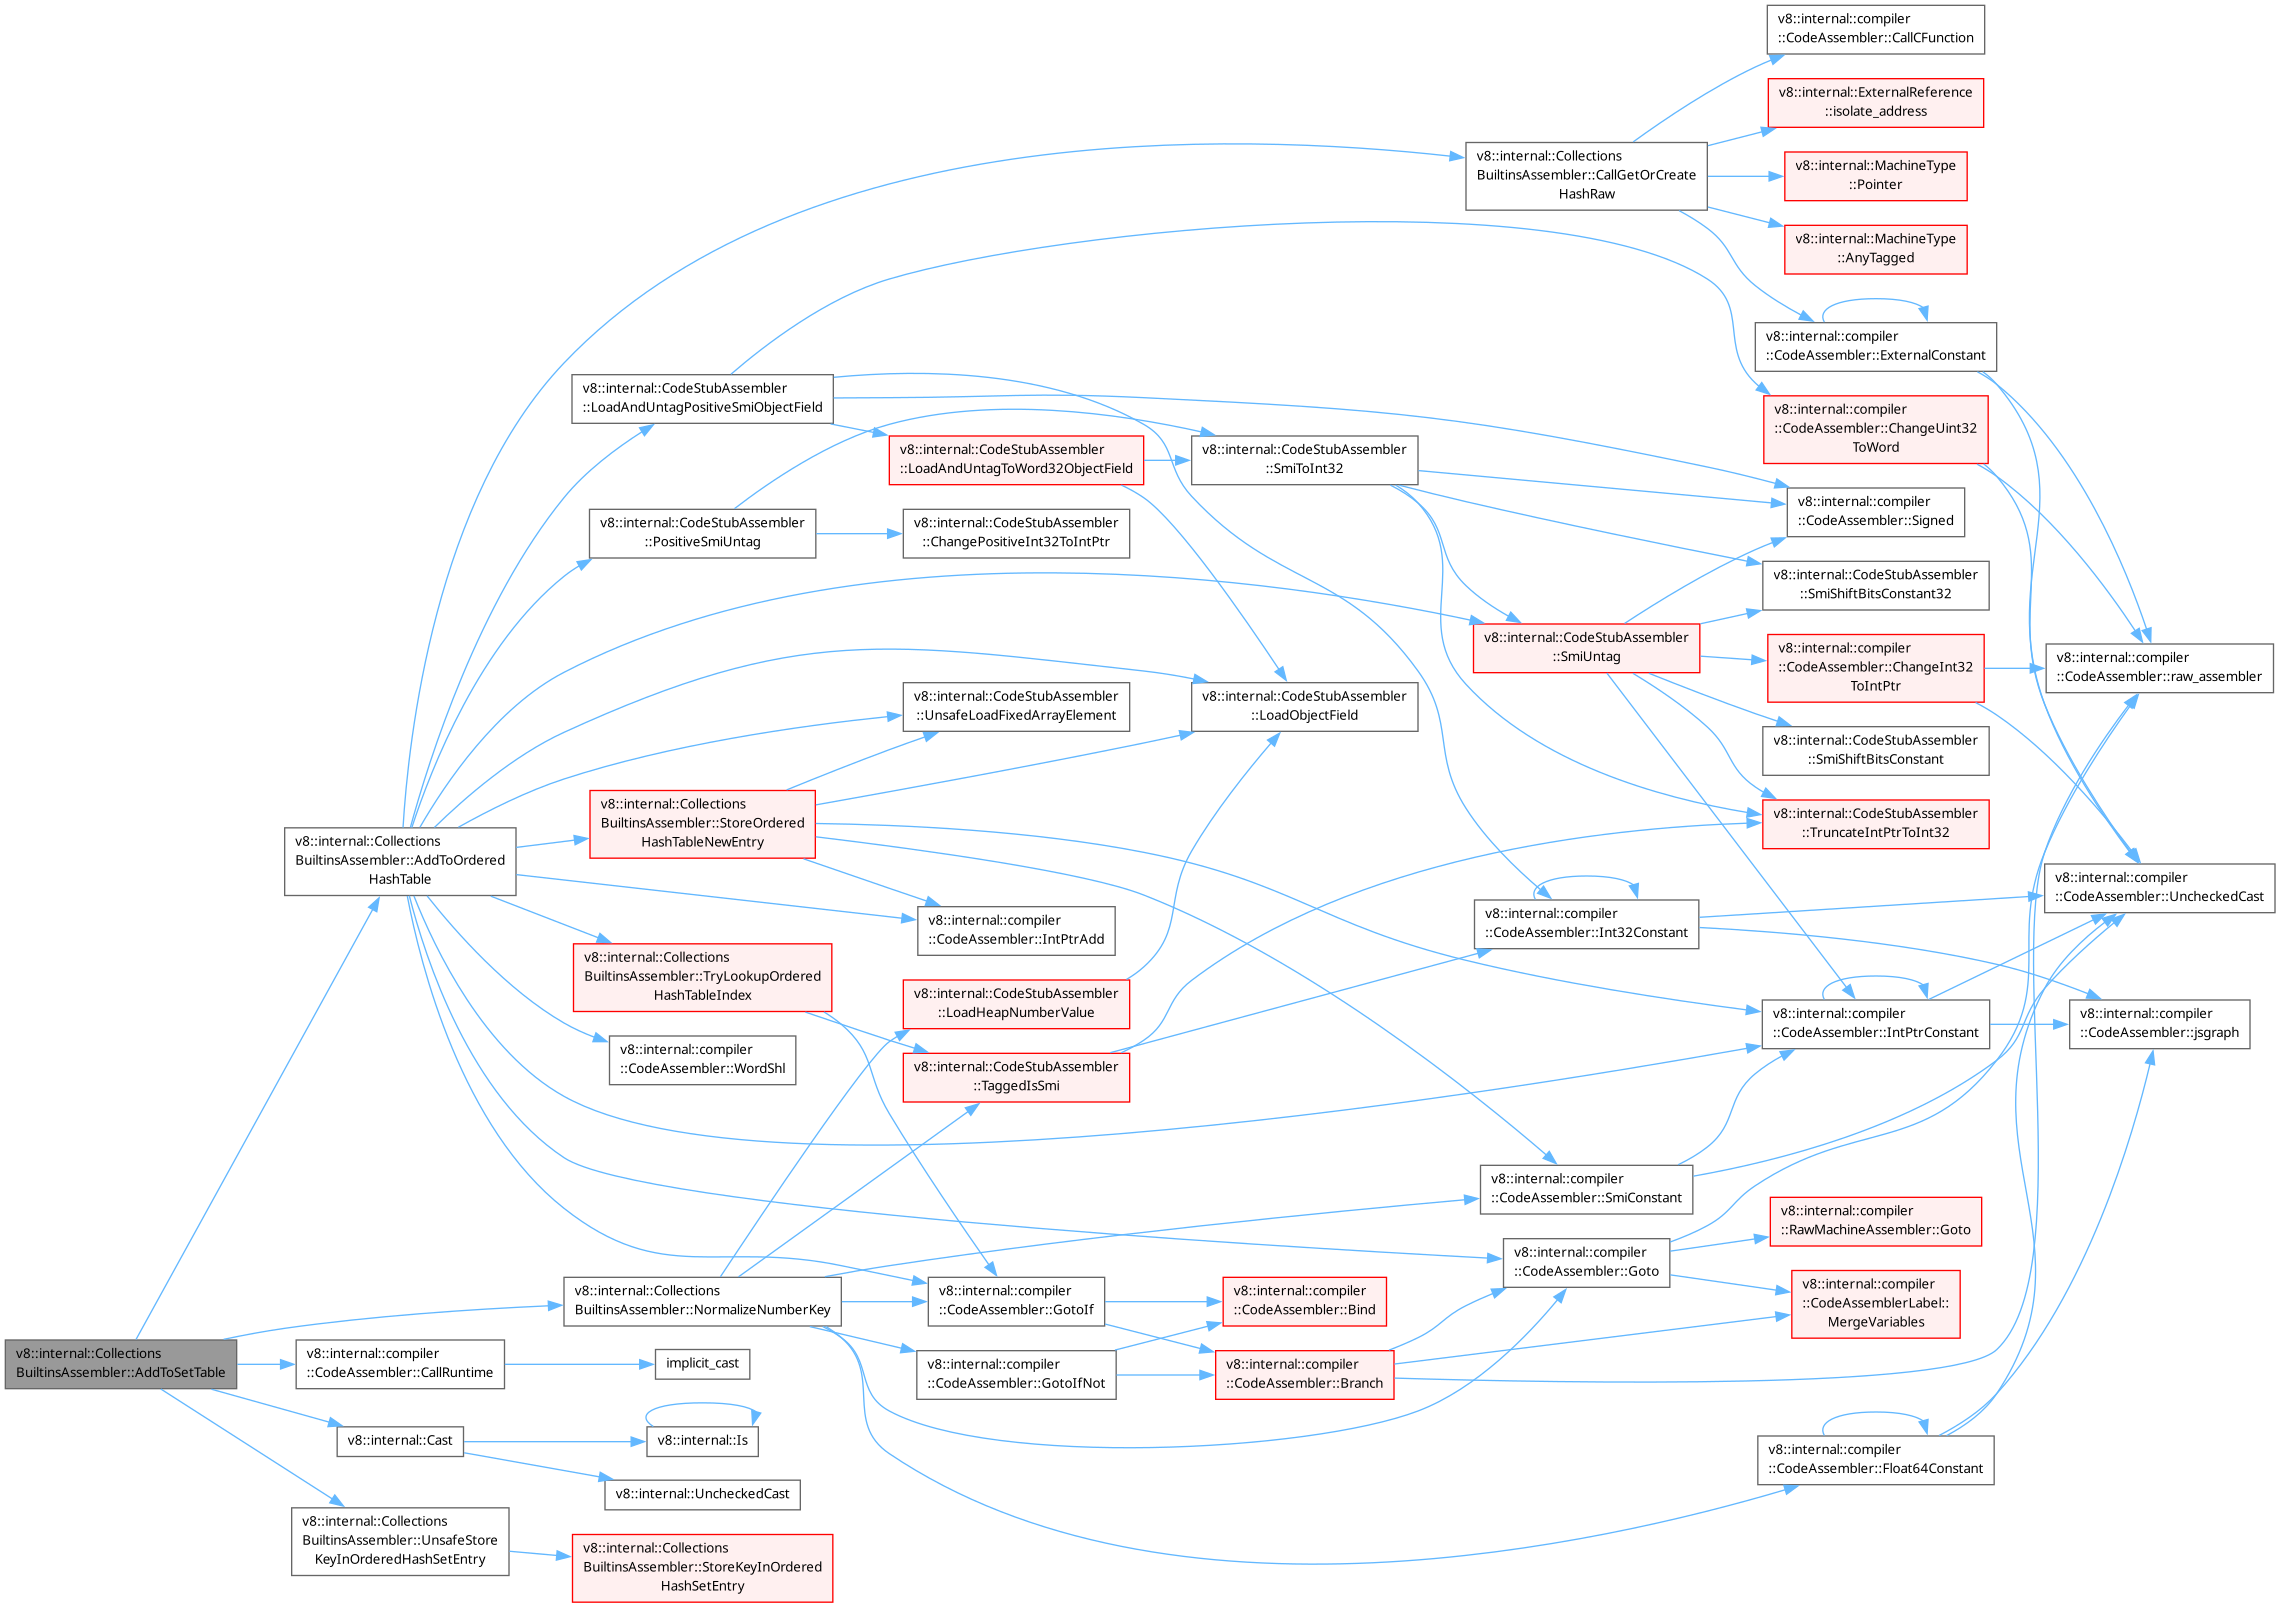 v8::internal::Collections
BuiltinsAssembler::AddToSetTable
v8::internal::Collections
BuiltinsAssembler::AddToOrdered
HashTable
v8::internal::compiler
::CodeAssembler::CallRuntime
v8::internal::Cast
v8::internal::Collections
BuiltinsAssembler::UnsafeStore
KeyInOrderedHashSetEntry
v8::internal::CodeStubAssembler
::LoadAndUntagPositiveSmiObjectField
v8::internal::CodeStubAssembler
::PositiveSmiUntag
v8::internal::Collections
BuiltinsAssembler::StoreOrdered
HashTableNewEntry
v8::internal::Collections
BuiltinsAssembler::TryLookupOrdered
HashTableIndex
v8::internal::compiler
::CodeAssembler::WordShl
v8::internal::Collections
BuiltinsAssembler::NormalizeNumberKey
implicit_cast
v8::internal::Is
v8::internal::UncheckedCast
v8::internal::Collections
BuiltinsAssembler::StoreKeyInOrdered
HashSetEntry
v8::internal::CodeStubAssembler
::LoadAndUntagToWord32ObjectField
v8::internal::CodeStubAssembler
::ChangePositiveInt32ToIntPtr
v8::internal::CodeStubAssembler
::UnsafeLoadFixedArrayElement
v8::internal::compiler
::CodeAssembler::IntPtrAdd
v8::internal::CodeStubAssembler
::LoadHeapNumberValue
v8::internal::CodeStubAssembler
::TaggedIsSmi
v8::internal::compiler
::CodeAssembler::GotoIf
v8::internal::compiler
::CodeAssembler::GotoIfNot
v8::internal::CodeStubAssembler
::SmiToInt32
v8::internal::CodeStubAssembler
::LoadObjectField
v8::internal::compiler
::CodeAssembler::Bind
v8::internal::compiler
::CodeAssembler::Branch
v8::internal::Collections
BuiltinsAssembler::CallGetOrCreate
HashRaw
v8::internal::CodeStubAssembler
::SmiUntag
v8::internal::compiler
::CodeAssembler::Int32Constant
v8::internal::compiler
::CodeAssembler::SmiConstant
v8::internal::compiler
::CodeAssembler::Goto
v8::internal::compiler
::CodeAssembler::CallCFunction
v8::internal::ExternalReference
::isolate_address
v8::internal::MachineType
::Pointer
v8::internal::MachineType
::AnyTagged
v8::internal::compiler
::CodeAssembler::ExternalConstant
v8::internal::compiler
::CodeAssembler::ChangeUint32
ToWord
v8::internal::compiler
::CodeAssembler::Signed
v8::internal::CodeStubAssembler
::SmiShiftBitsConstant32
v8::internal::compiler
::CodeAssembler::ChangeInt32
ToIntPtr
v8::internal::CodeStubAssembler
::SmiShiftBitsConstant
v8::internal::CodeStubAssembler
::TruncateIntPtrToInt32
v8::internal::compiler
::CodeAssembler::IntPtrConstant
v8::internal::compiler
::RawMachineAssembler::Goto
v8::internal::compiler
::CodeAssemblerLabel::
MergeVariables
v8::internal::compiler
::CodeAssembler::Float64Constant
v8::internal::compiler
::CodeAssembler::raw_assembler
v8::internal::compiler
::CodeAssembler::UncheckedCast
v8::internal::compiler
::CodeAssembler::jsgraph